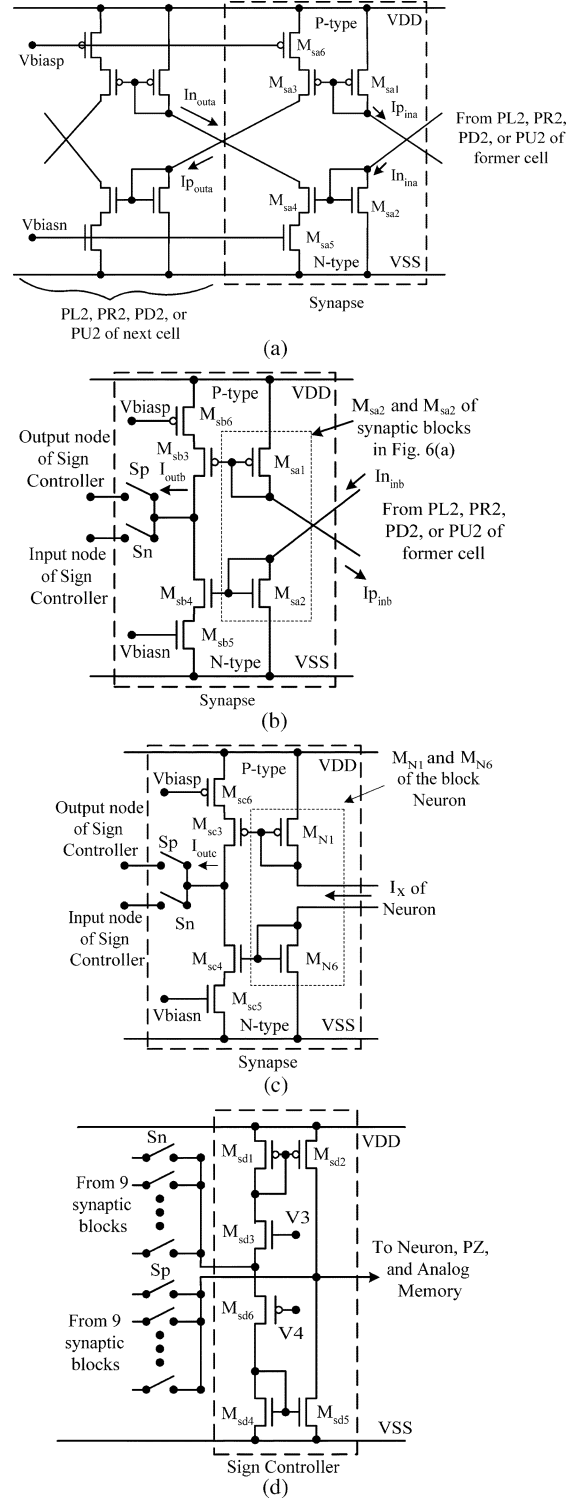 P-type
VDD
Vbiasp
Msa6
Msa3
Msa1
Inouta
Ipina
From PL2, PR2,
PD2, or PU2 of
former cell
Ipouta
Inina
Msa4
Msa2
Vbiasn
Msa5
N-type
VSS
PL2, PR2, PD2, or
PU2 of next cell
Synapse
(a)
P-type
VDD
Vbiasp
Msb6
Msa2 and Msa2 of
synaptic blocks
in Fig. 6(a)
Output node
of Sign
Controller
Msb3
Sp
Ioutb
Msa1
Ininb
From PL2, PR2,
PD2, or PU2 of
former cell
Input node
of Sign
Controller
Sn
Msb4
Msa2
Ipinb
Msb5
Vbiasn
N-type
VSS
Synapse
(b)
P-type
VDD
MN1 and MN6
of the block
Neuron
Vbiasp
Msc6
Output node
of Sign
Controller
Msc3
Sp
Ioutc
MN1
IX of
Neuron
Input node
of Sign
Controller
Sn
Msc4
MN6
Msc5
Vbiasn
N-type
VSS
Synapse
(c)
Sn
VDD
Msd1
Msd2
From 9
synaptic
blocks
V3
Msd3
To Neuron, PZ,
and Analog
Memory
Sp
Msd6
V4
From 9
synaptic
blocks
Msd4
Msd5
VSS
Sign Controller
(d)